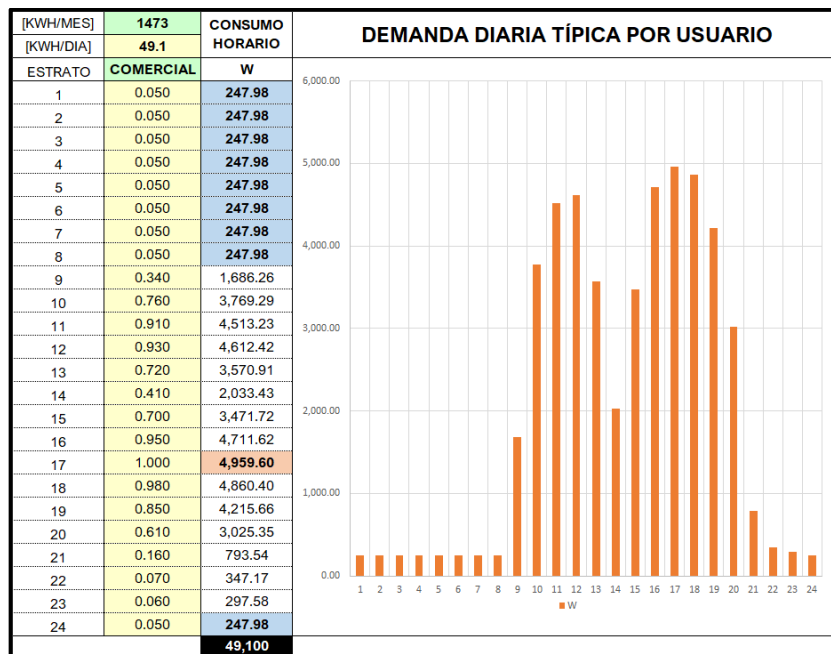 [KWH/MES] 1473 CONSUMO HORARIO DEMANDA DIARIA TÍPICA POR USUARIO
[KWH/DIA] 49.1
ESTRATO COMERCIAL W
1 0.050 247.98
2 0.050 247.98
3 0.050 247.98
4 0.050 247.98
5 0.050 247.98
6 0.050 247.98
7 0.050 247.98
8 0.050 247.98
9 0.340 1,686.26
10 0.760 3,769.29
11 0.910 4,513.23
12 0.930 4,612.42
13 0.720 3,570.91
14 0.410 2,033.43
15 0.700 3,471.72
16 0.950 4,711.62
17 1.000 4,959.60
18 0.980 4,860.40
19 0.850 4,215.66
20 0.610 3,025.35
21 0.160 793.54
22 0.070 347.17
23 0.060 297.58
24 0.050 247.98
49,100
6,000.00
5,000.00
4,000.00
3,000.00
2,000.00
1,000.00
0.00
1 2 3 4 5 6 7 8 9 10 11 12 13 14 15 16 17 18 19 20 21 22 23 24
W